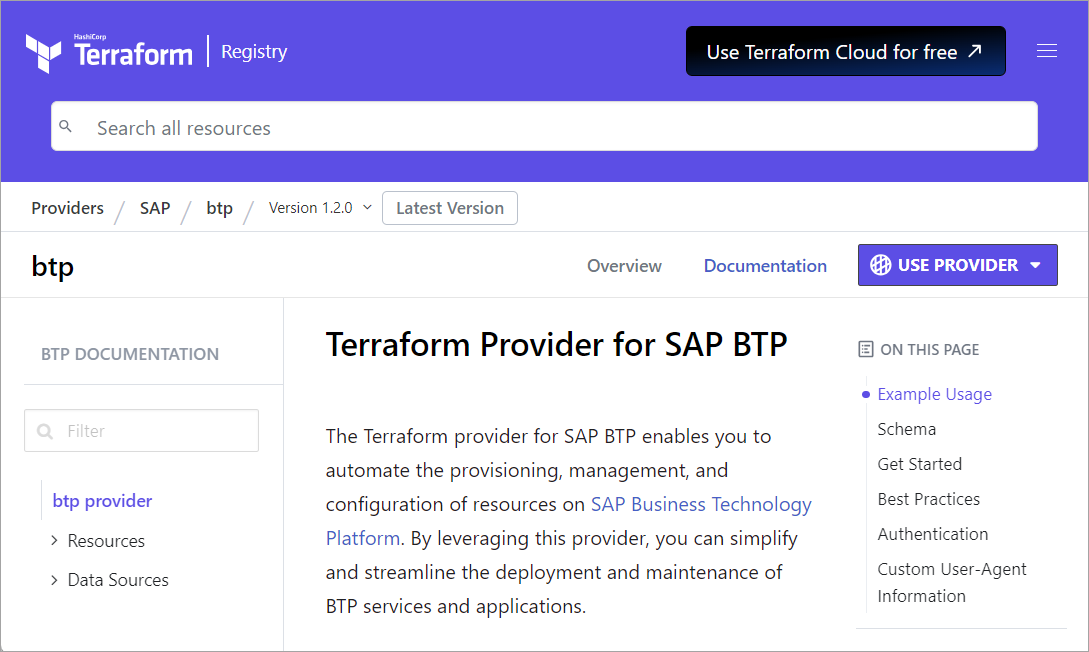 HashiCorp
Terraform
Registry
Use Terraform Cloud for free
Search all resources
Providers / SAP / btp / Version 1.2.0 Latest Version
btp
Overview
Documentation
USE PROVIDER
BTP DOCUMENTATION
Filter
btp provider
Resources
Data Sources
Terraform Provider for SAP BTP
The Terraform provider for SAP BTP enables you to
automate the provisioning, management, and
configuration of resources on SAP Business Technology
Platform. By leveraging this provider, you can simplify
and streamline the deployment and maintenance of
BTP services and applications.
ON THIS PAGE
Example Usage
Schema
Get Started
Best Practices
Authentication
Custom User-Agent
Information